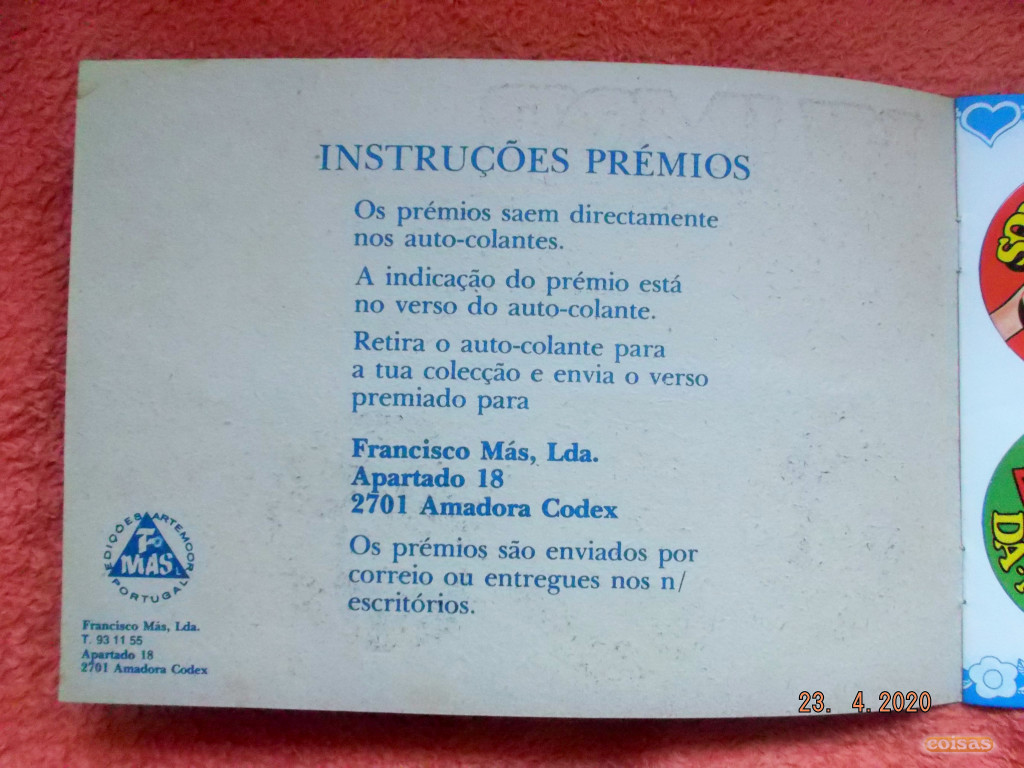 INSTRUÇÕES PRÉMIOS
Os prémios saem directamente
nos auto-colantes.
A indicação do prémio está
no verso do auto-colante.
Retira o auto-colante para
a tua colecção e envia o verso
premiado para
Francisco Más, Lda.
Apartado 18
2701 Amadora Codex
Os prémios são enviados por
correio ou entregues nos n/
escritórios.
EDIÇÕES ARTEMOOR
MÁS
PORTUGAL
Francisco Más, Lda.
T. 93 11 55
Apartado 18
2701 Amadora Codex
DA
23. 4.2020
coisas